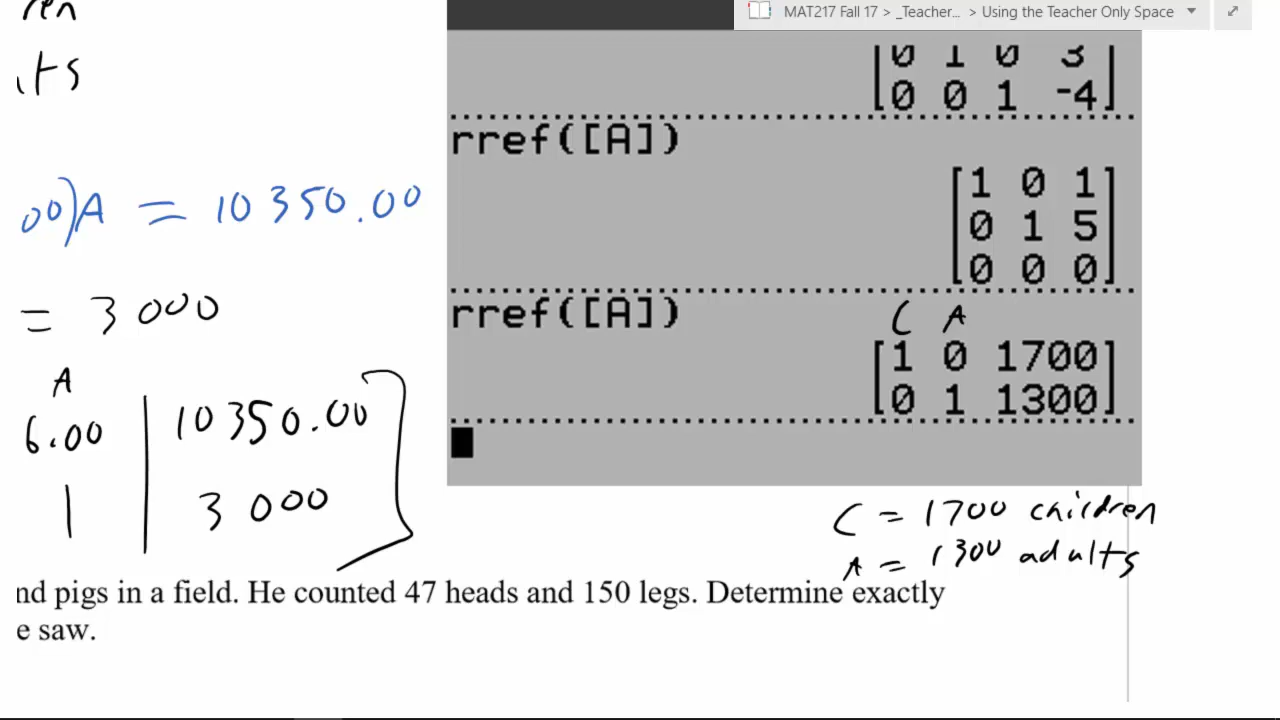 MAT217 Fall 17 > _Teacher... > Using the Teacher Only Space
0 1 0 3
0 0 1 -4
rref([A])
1 0 1
0 1 5
0 0 0
rref([A])
C A
1 0 1700
0 1 1300
00)A = 10350.00
= 3000
A
6.00 | 10350.00
1 | 3000
C = 1700 children
A = 1300 adults
nd pigs in a field. He counted 47 heads and 150 legs. Determine exactly
e saw.